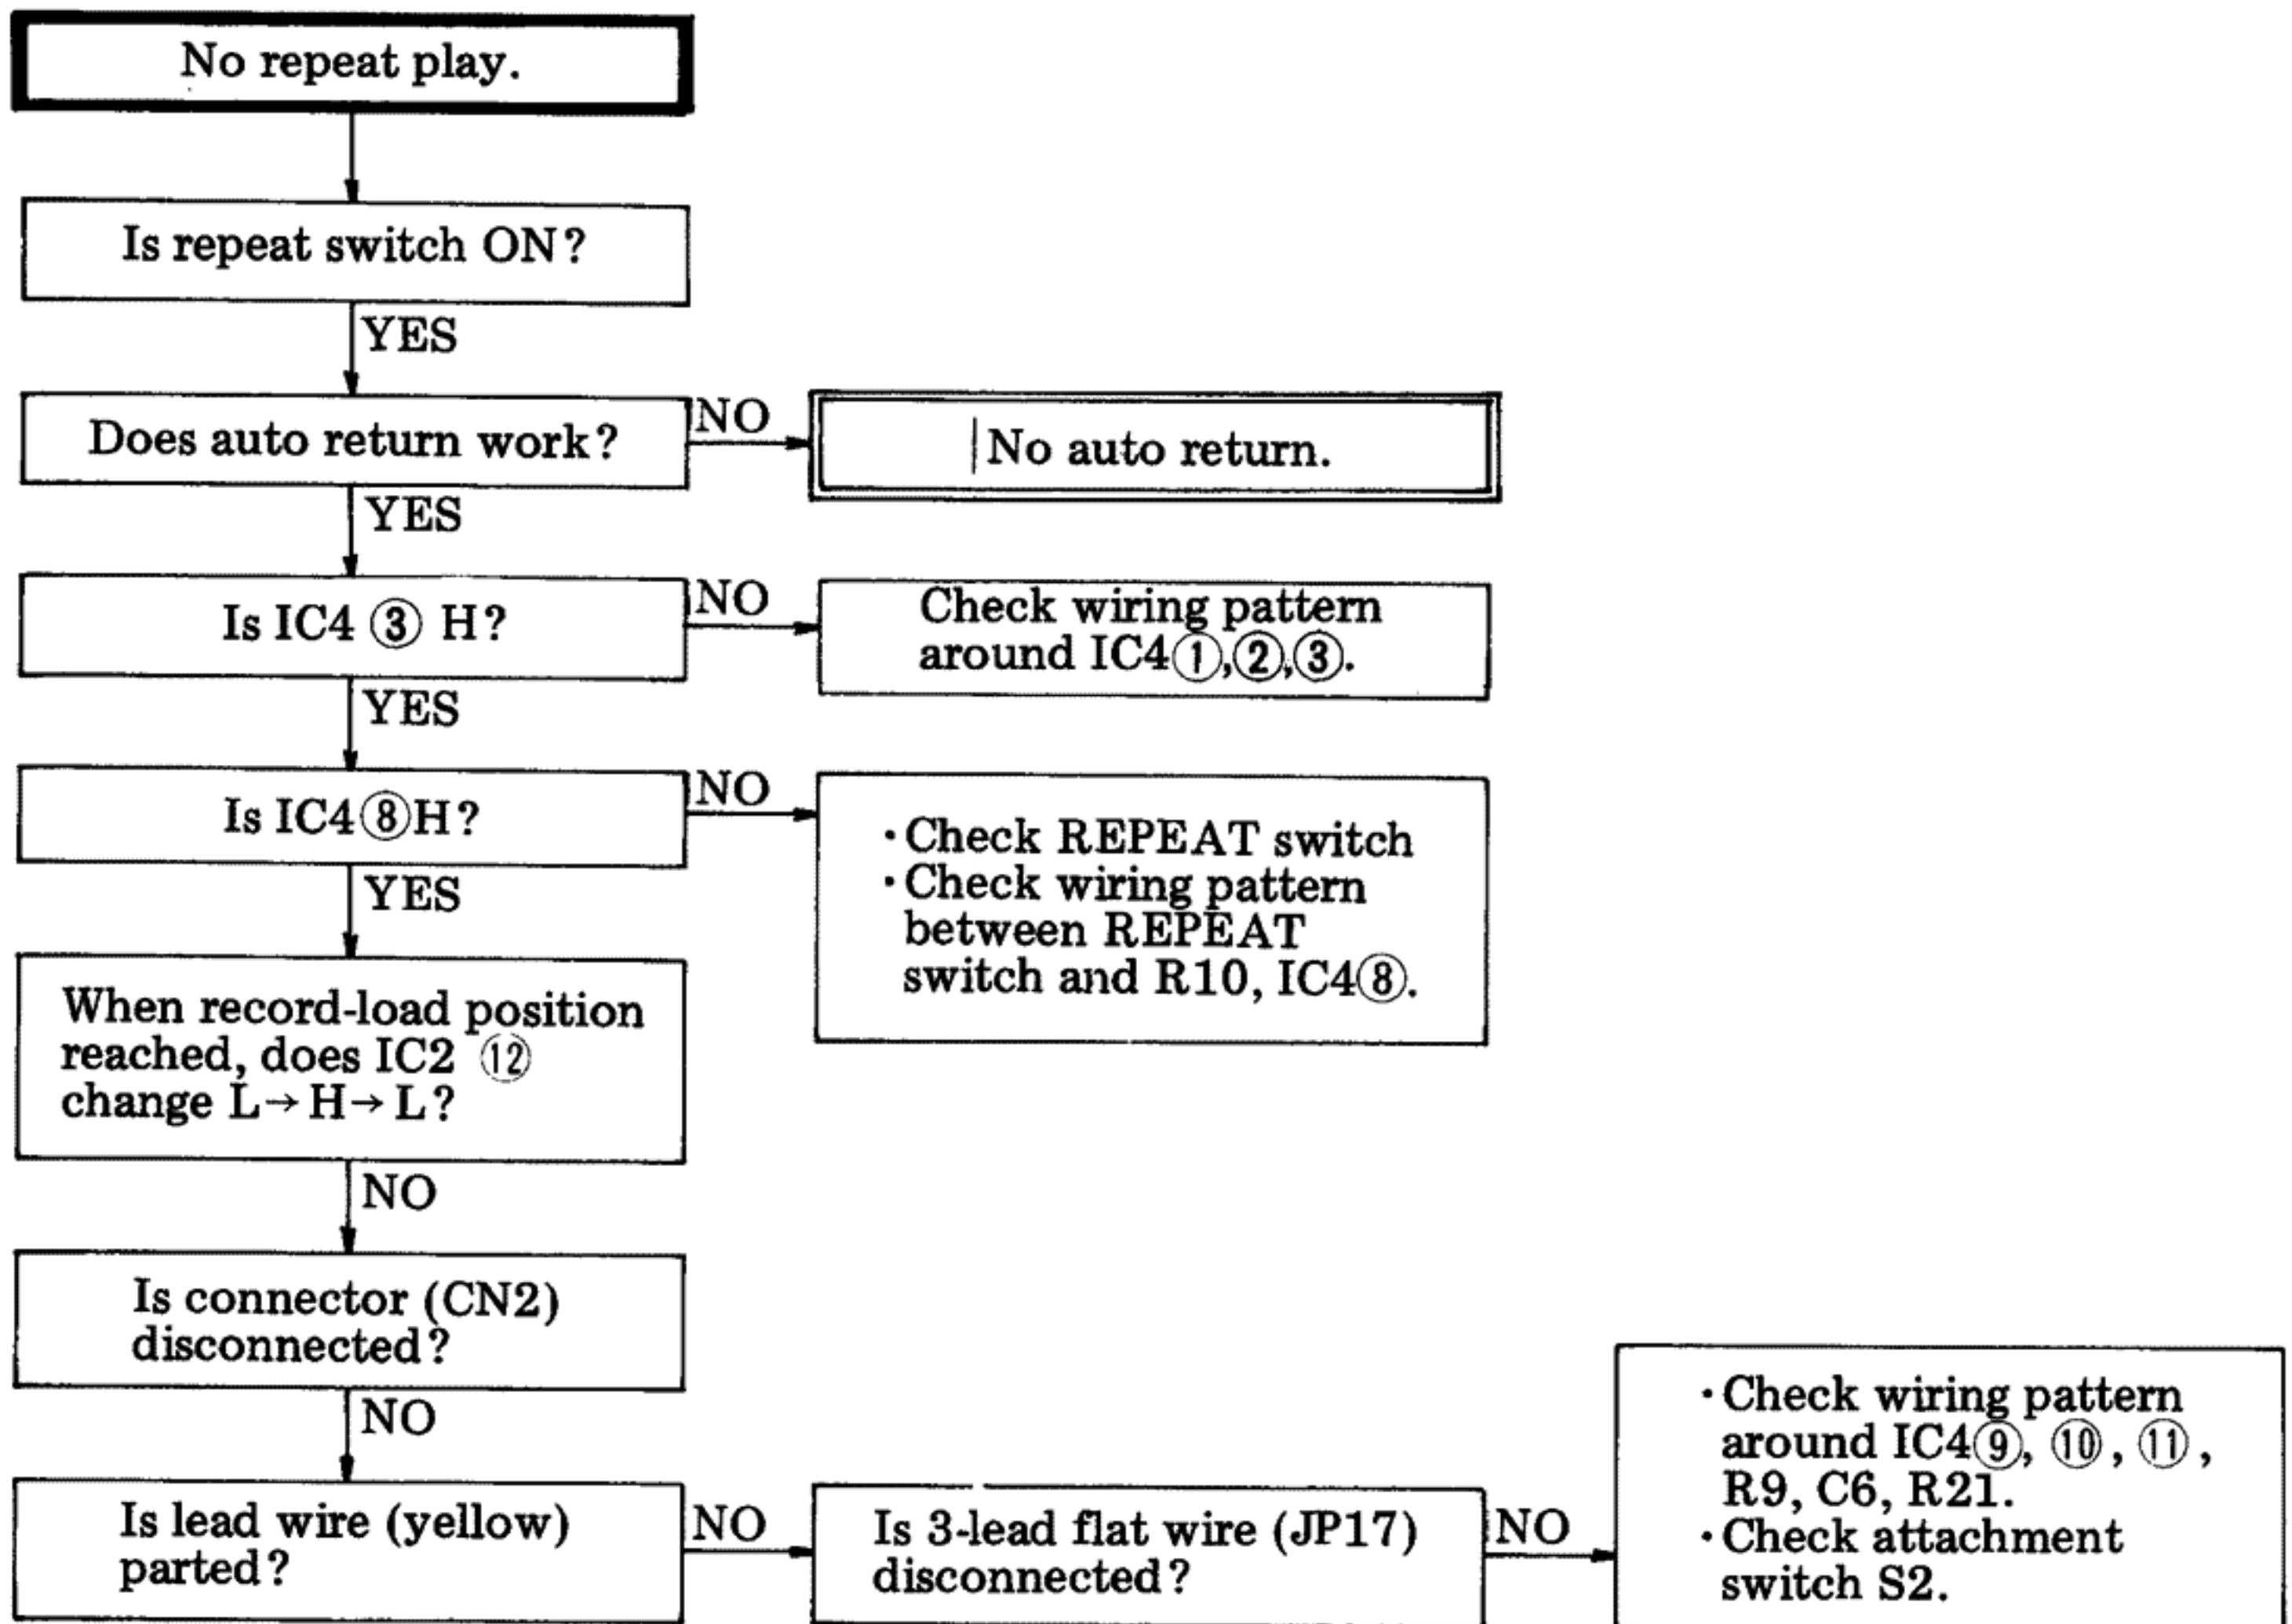 No repeat play.
Is repeat switch ON?
YES
Does auto return work?
NO
No auto return.
YES
Is IC4 ③ H?
NO
Check wiring pattern
around IC4①,②,③.
YES
Is IC4⑧H?
NO
·Check REPEAT switch
·Check wiring pattern
between REPEAT
switch and R10, IC4⑧.
YES
When record-load position
reached, does IC2 ⑫
change L→H→L?
NO
Is connector (CN2)
disconnected?
NO
Is lead wire (yellow)
parted?
NO
Is 3-lead flat wire (JP17)
disconnected?
NO
·Check wiring pattern
around IC4⑨, ⑩, ⑪,
R9, C6, R21.
·Check attachment
switch S2.